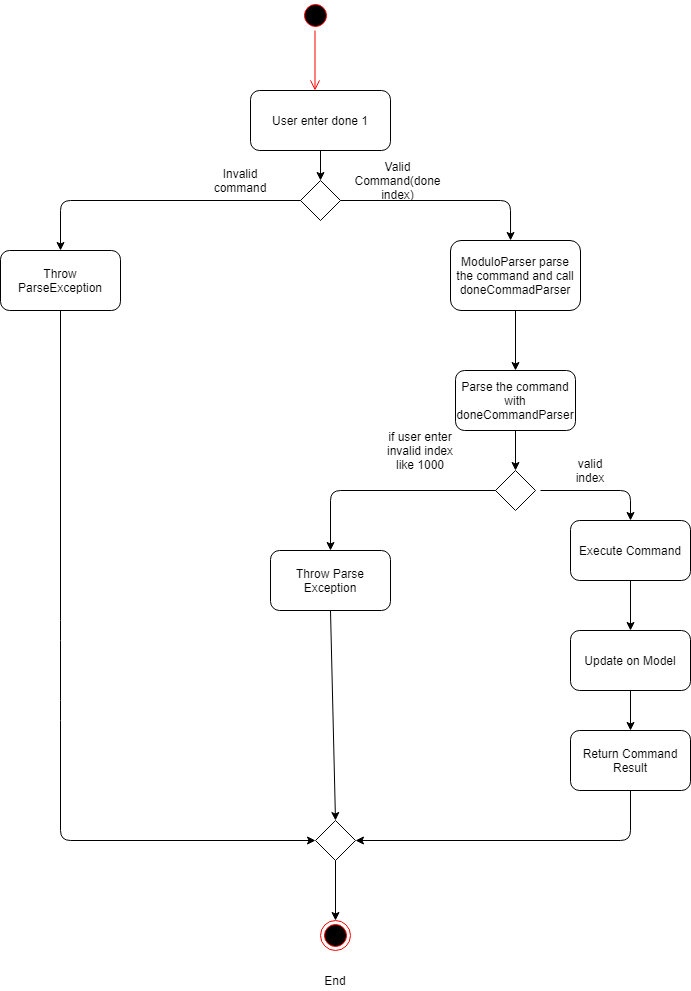 User enter done 1
Invalid
command
Valid
Command(done
index)
Throw
ParseException
ModuloParser parse
the command and call
doneCommadParser
Parse the command
with
doneCommandParser
if user enter
invalid index
like 1000
valid
index
Execute Command
Throw Parse
Exception
Update on Model
Return Command
Result
End